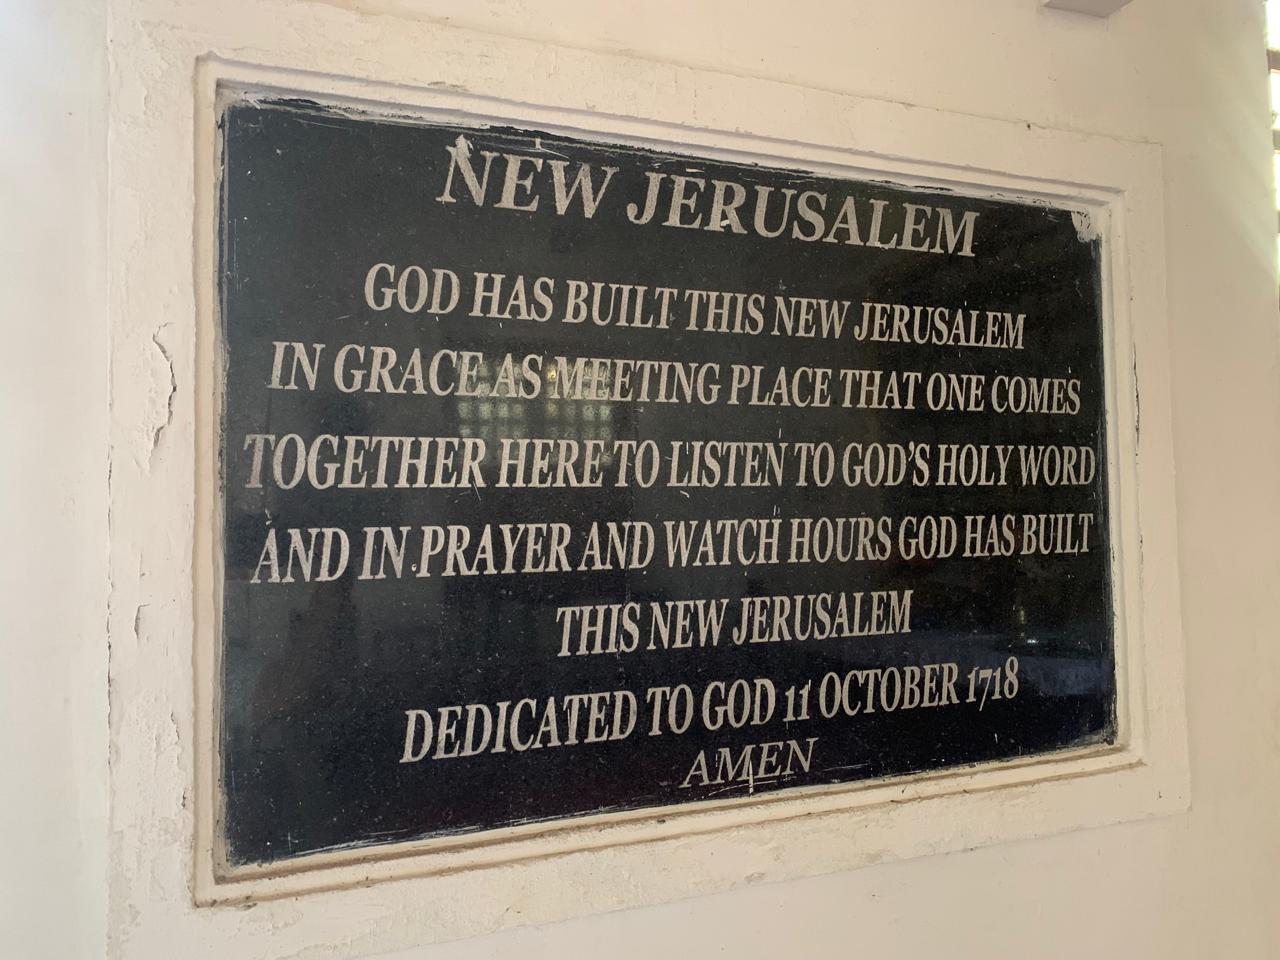 NEW JERUSALEM
GOD HAS BUILT THIS NEW JERUSALEM
IN GRACE AS MEETING PLACE THAT ONE COMES
TOGETHER HERE TO LISTEN TO GOD'S HOLY WORD
AND IN PRAYER AND WATCH HOURS GOD HAS BUILT
THIS NEW JERUSALEM
DEDICATED TO GOD 11 OCTOBER 1718
AMEN